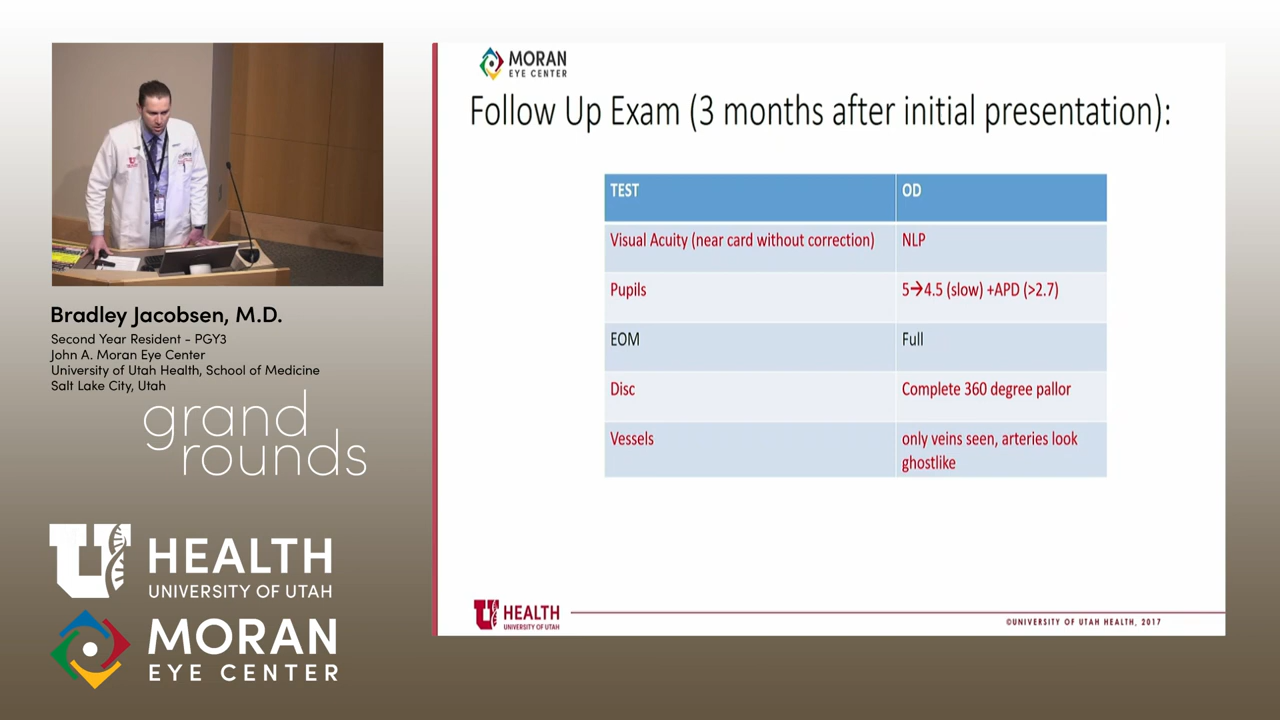 Bradley Jacobsen, M.D.
Second Year Resident - PGY3
John A. Moran Eye Center
University of Utah Health, School of Medicine
Salt Lake City, Utah
grand
rounds
U HEALTH
UNIVERSITY OF UTAH
MORAN
EYE CENTER
MORAN
EYE CENTER
Follow Up Exam (3 months after initial presentation):
TEST OD
Visual Acuity (near card without correction) NLP
Pupils 5→4.5 (slow) +APD (>2.7)
EOM Full
Disc Complete 360 degree pallor
Vessels only veins seen, arteries look
ghostlike
U HEALTH
UNIVERSITY OF UTAH
©UNIVERSITY OF UTAH HEALTH, 2017